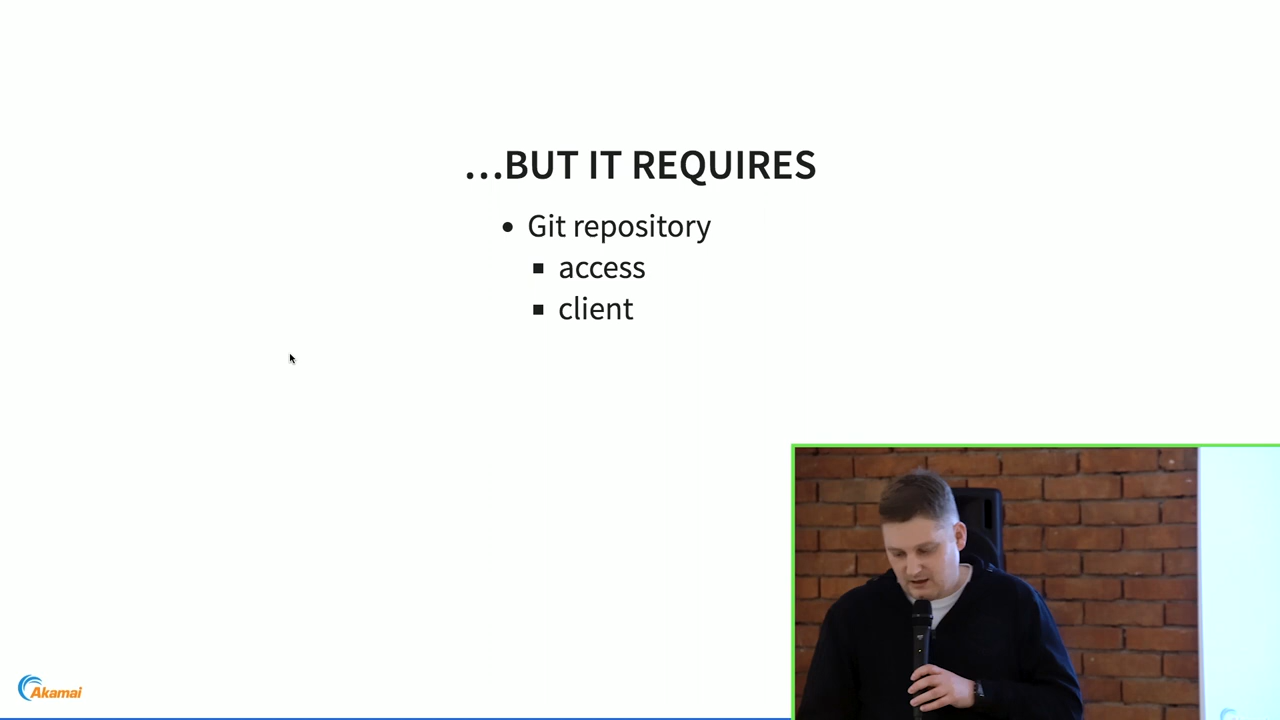 ...BUT IT REQUIRES
Git repository
access
client
Akamai